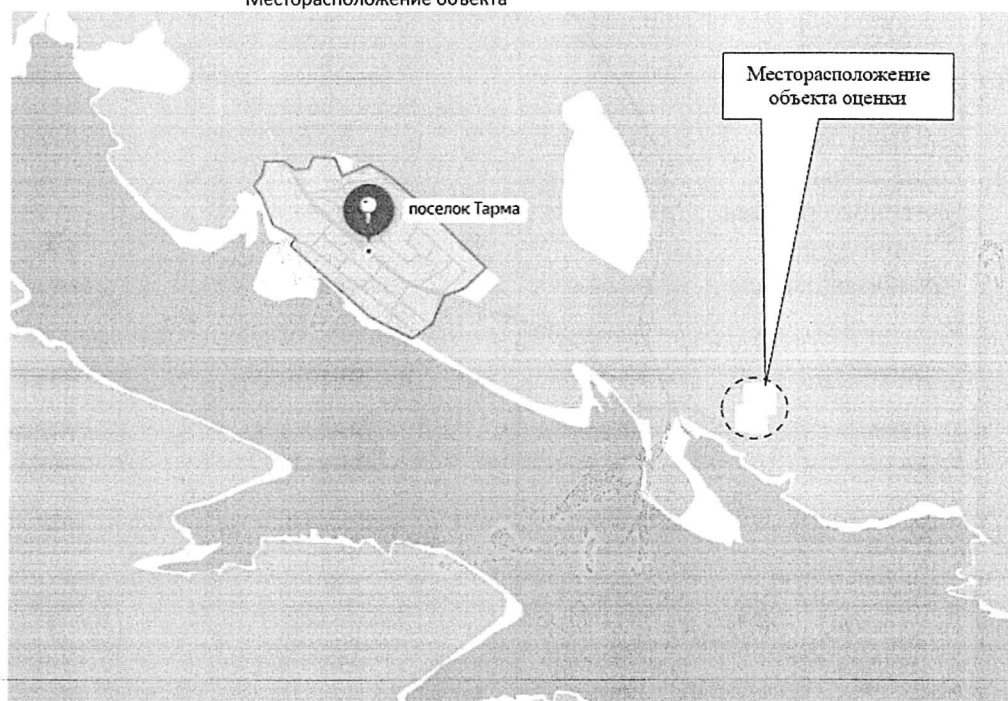 Месторасположение объекта
Месторасположение
объекта оценки
поселок Тарма